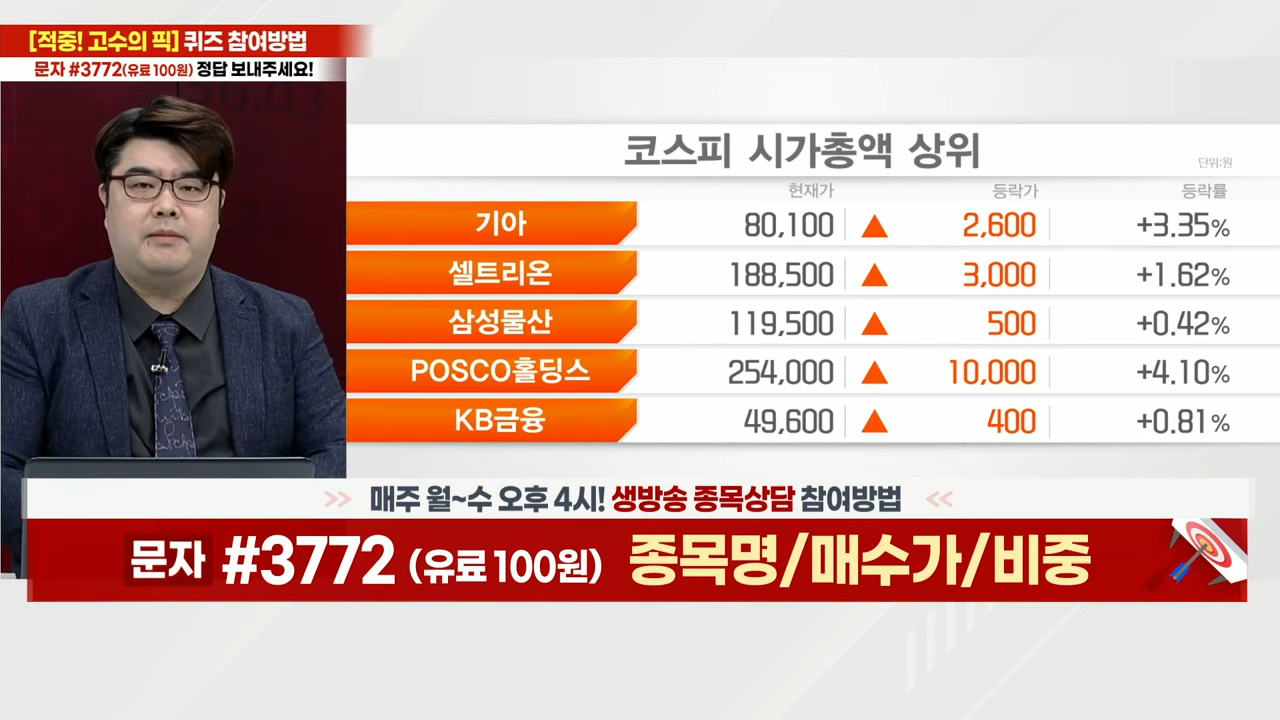 [적중! 고수의 픽] 퀴즈 참여방법
문자 #3772(유료 100원) 정답 보내주세요!
코스피 시가총액 상위
단위:원
현재가 등락가 등락률
기아 80,100 ▲ 2,600 +3.35%
셀트리온 188,500 ▲ 3,000 +1.62%
삼성물산 119,500 ▲ 500 +0.42%
POSCO홀딩스 254,000 ▲ 10,000 +4.10%
KB금융 49,600 ▲ 400 +0.81%
매주 월~수 오후 4시! 생방송 종목상담 참여방법
문자 #3772 (유료 100원) 종목명/매수가/비중